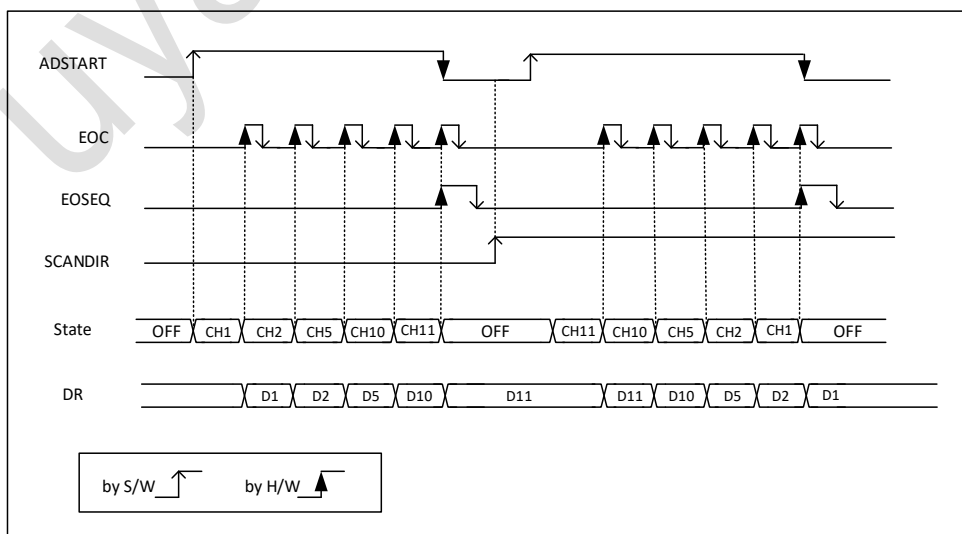 uya
ADSTART
EOC
EOSEQ
SCANDIR
State OFF CH1 CH2 CH5 CH10 CH11 OFF CH11 CH10 CH5 CH2 CH1 OFF
DR D1 D2 D5 D10 D11 D11 D10 D5 D2 D1
by S/W by H/W